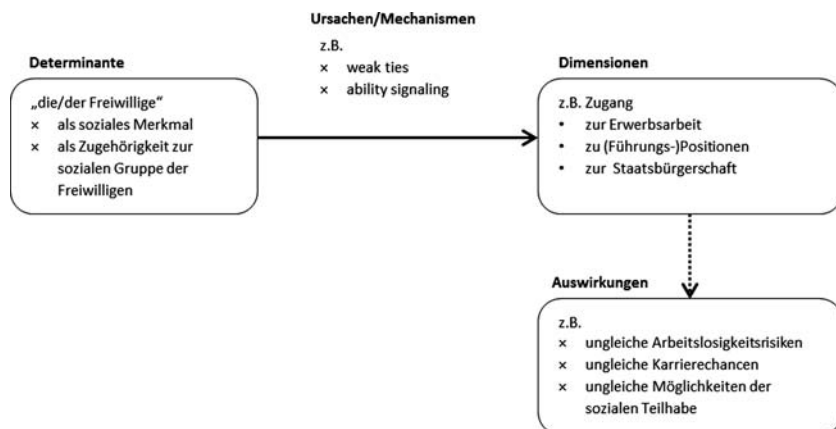 Ursachen/Mechanismen
z.B.
× weak ties
× ability signaling
Determinante
„die/der Freiwillige“
× als soziales Merkmal
× als Zugehörigkeit zur
sozialen Gruppe der
Freiwilligen
Dimensionen
z.B. Zugang
• zur Erwerbsarbeit
• zu (Führungs-)Positionen
• zur Staatsbürgerschaft
Auswirkungen
z.B.
× ungleiche Arbeitslosigkeitsrisiken
× ungleiche Karrierechancen
× ungleiche Möglichkeiten der
sozialen Teilhabe